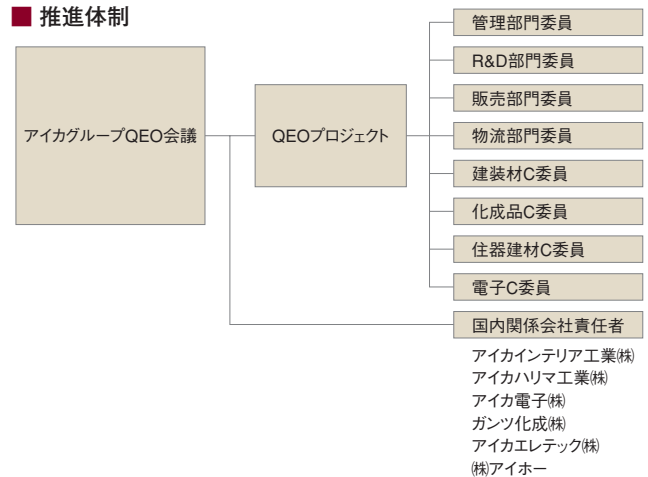 ■ 推進体制
アイカグループQEO会議
QEOプロジェクト
管理部門委員
R&D部門委員
販売部門委員
物流部門委員
建装材C委員
化成品C委員
住器建材C委員
電子C委員
国内関係会社責任者
アイカインテリア工業㈱
アイカハリマ工業㈱
アイカ電子㈱
ガンツ化成㈱
アイカエレテック㈱
㈱アイホー